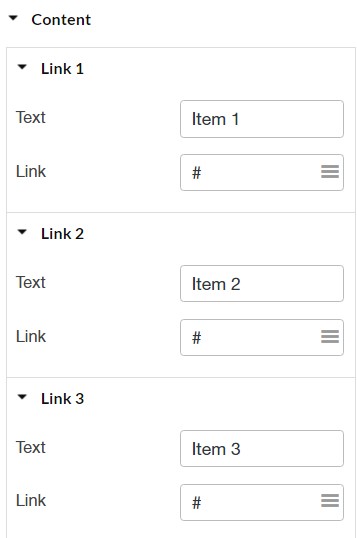 Content
Link 1
Text Item 1
Link #
Link 2
Text Item 2
Link #
Link 3
Text Item 3
Link #